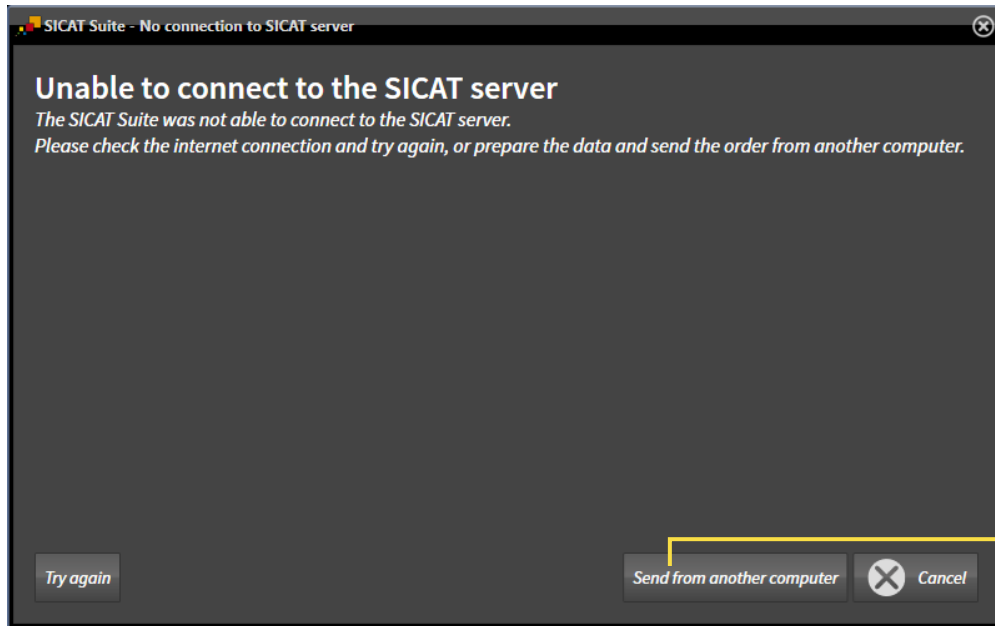 SICAT Suite - No connection to SICAT server
Unable to connect to the SICAT server
The SICAT Suite was not able to connect to the SICAT server.
Please check the internet connection and try again, or prepare the data and send the order from another computer.
Try again
Send from another computer
Cancel